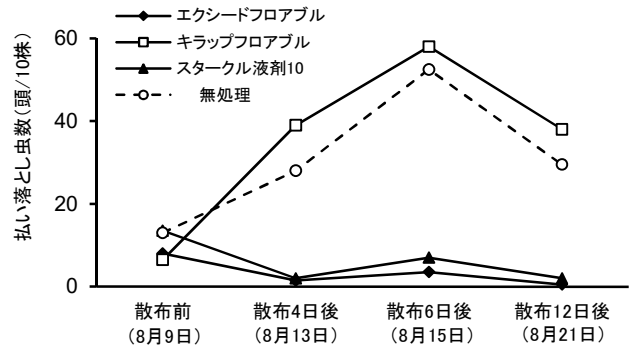 エクシードフロアブル
キラップフロアブル
スタークル液剤10
無処理
払い落とし虫数(頭/10株)
60
40
20
0
散布前 散布4日後 散布6日後 散布12日後
(8月9日) (8月13日) (8月15日) (8月21日)